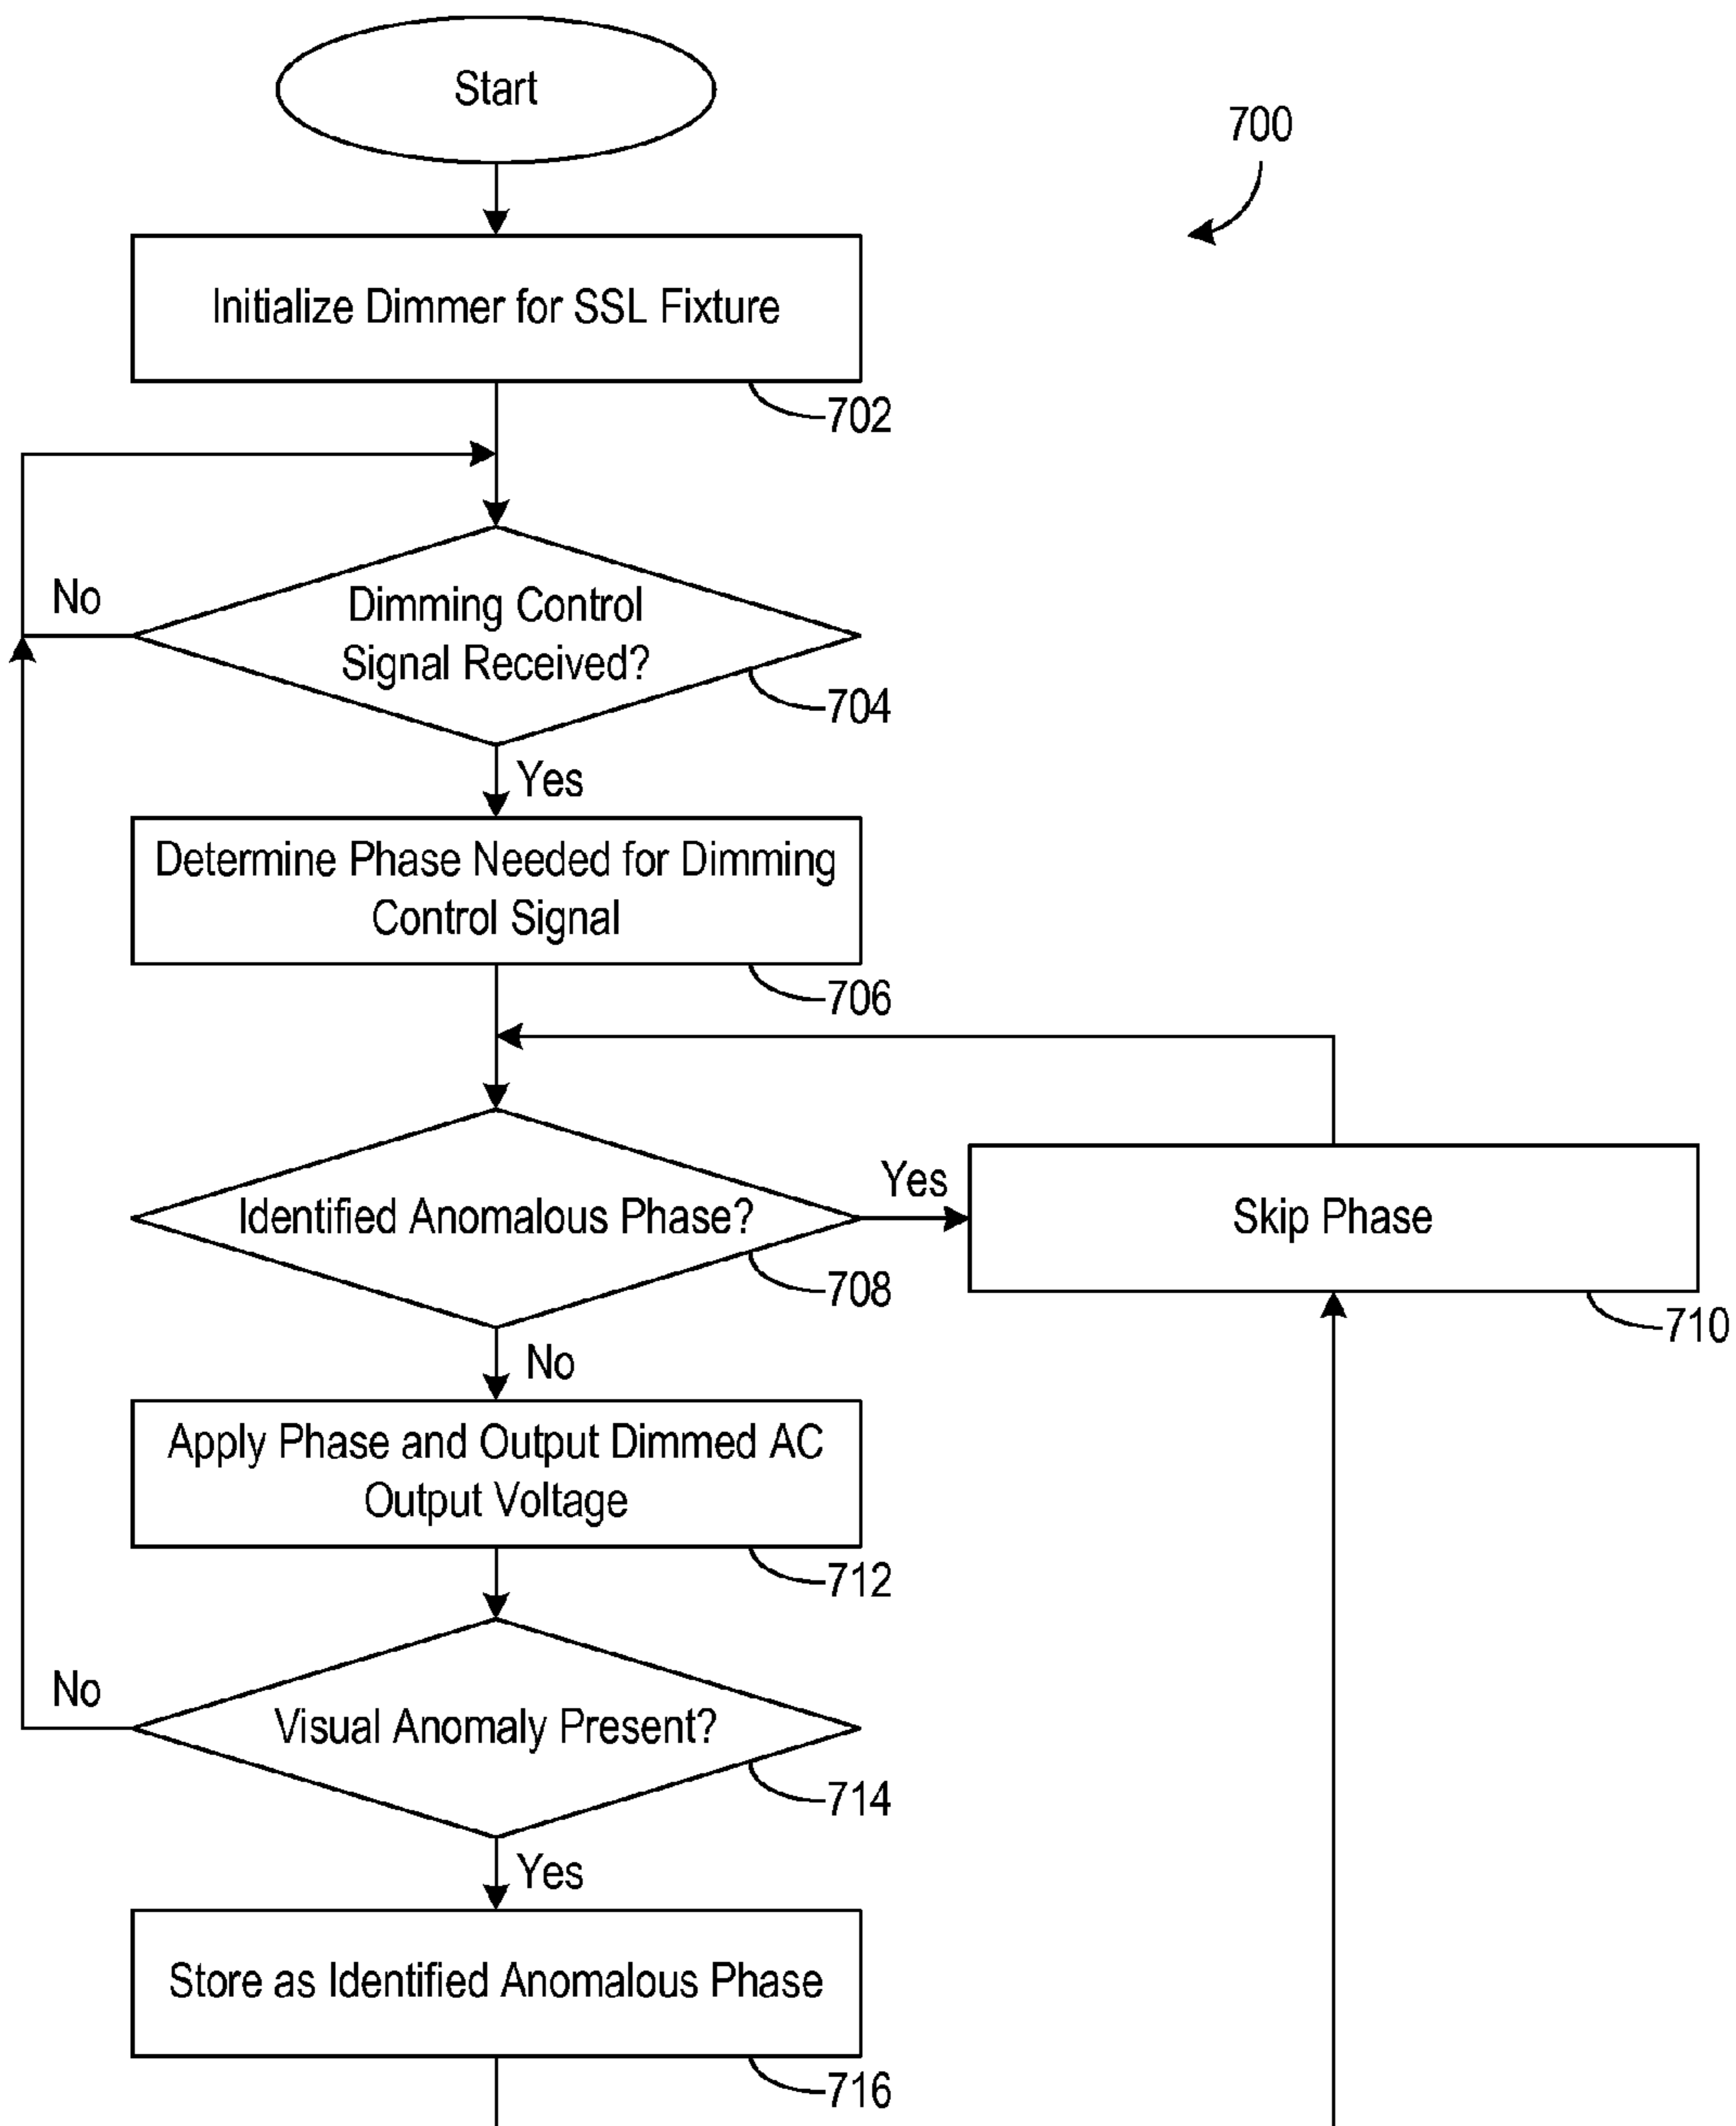 Start
700
Initialize Dimmer for SSL Fixture
702
No
Dimming Control
Signal Received?
704
Yes
Determine Phase Needed for Dimming
Control Signal
706
Identified Anomalous Phase?
708
Yes
Skip Phase
710
No
Apply Phase and Output Dimmed AC
Output Voltage
712
No
Visual Anomaly Present?
714
Yes
Store as Identified Anomalous Phase
716